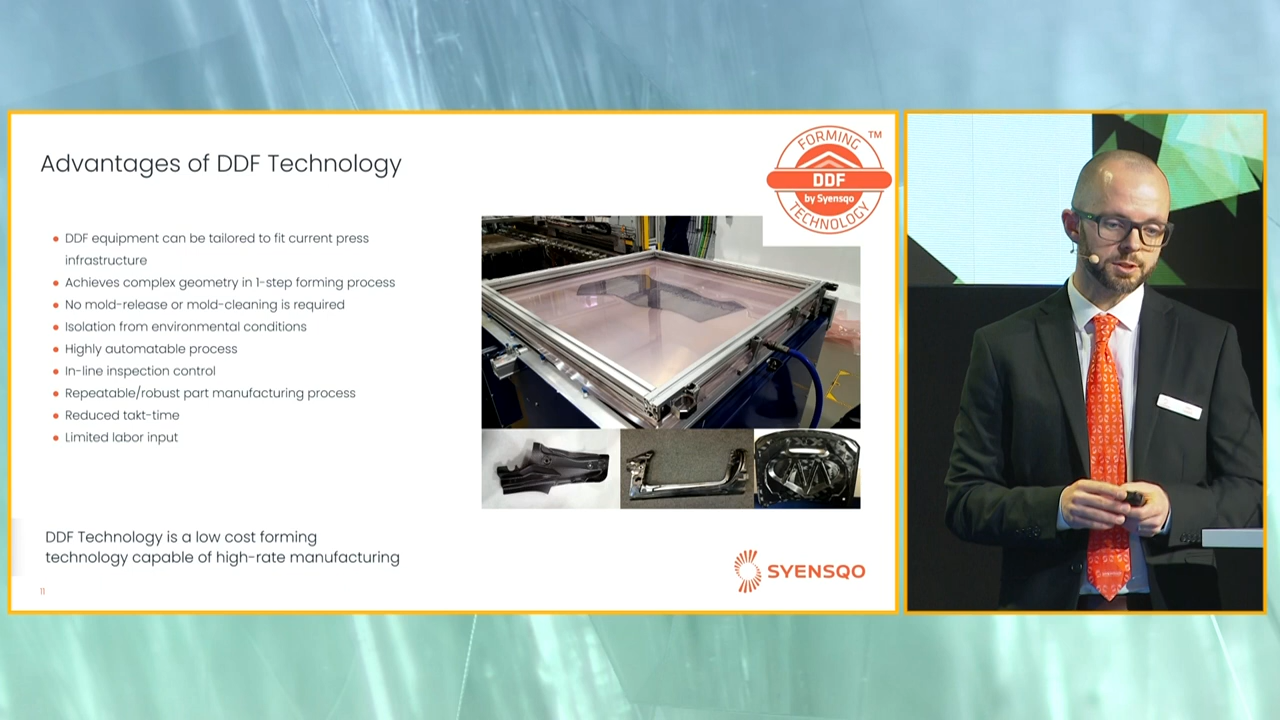 Advantages of DDF Technology
FORMING
TM
DDF
by Syensqo
TECHNOLOGY
DDF equipment can be tailored to fit current press
infrastructure
Achieves complex geometry in 1-step forming process
No mold-release or mold-cleaning is required
Isolation from environmental conditions
Highly automatable process
In-line inspection control
Repeatable/robust part manufacturing process
Reduced takt-time
Limited labor input
DDF Technology is a low cost forming
technology capable of high-rate manufacturing
11
SYENSQO